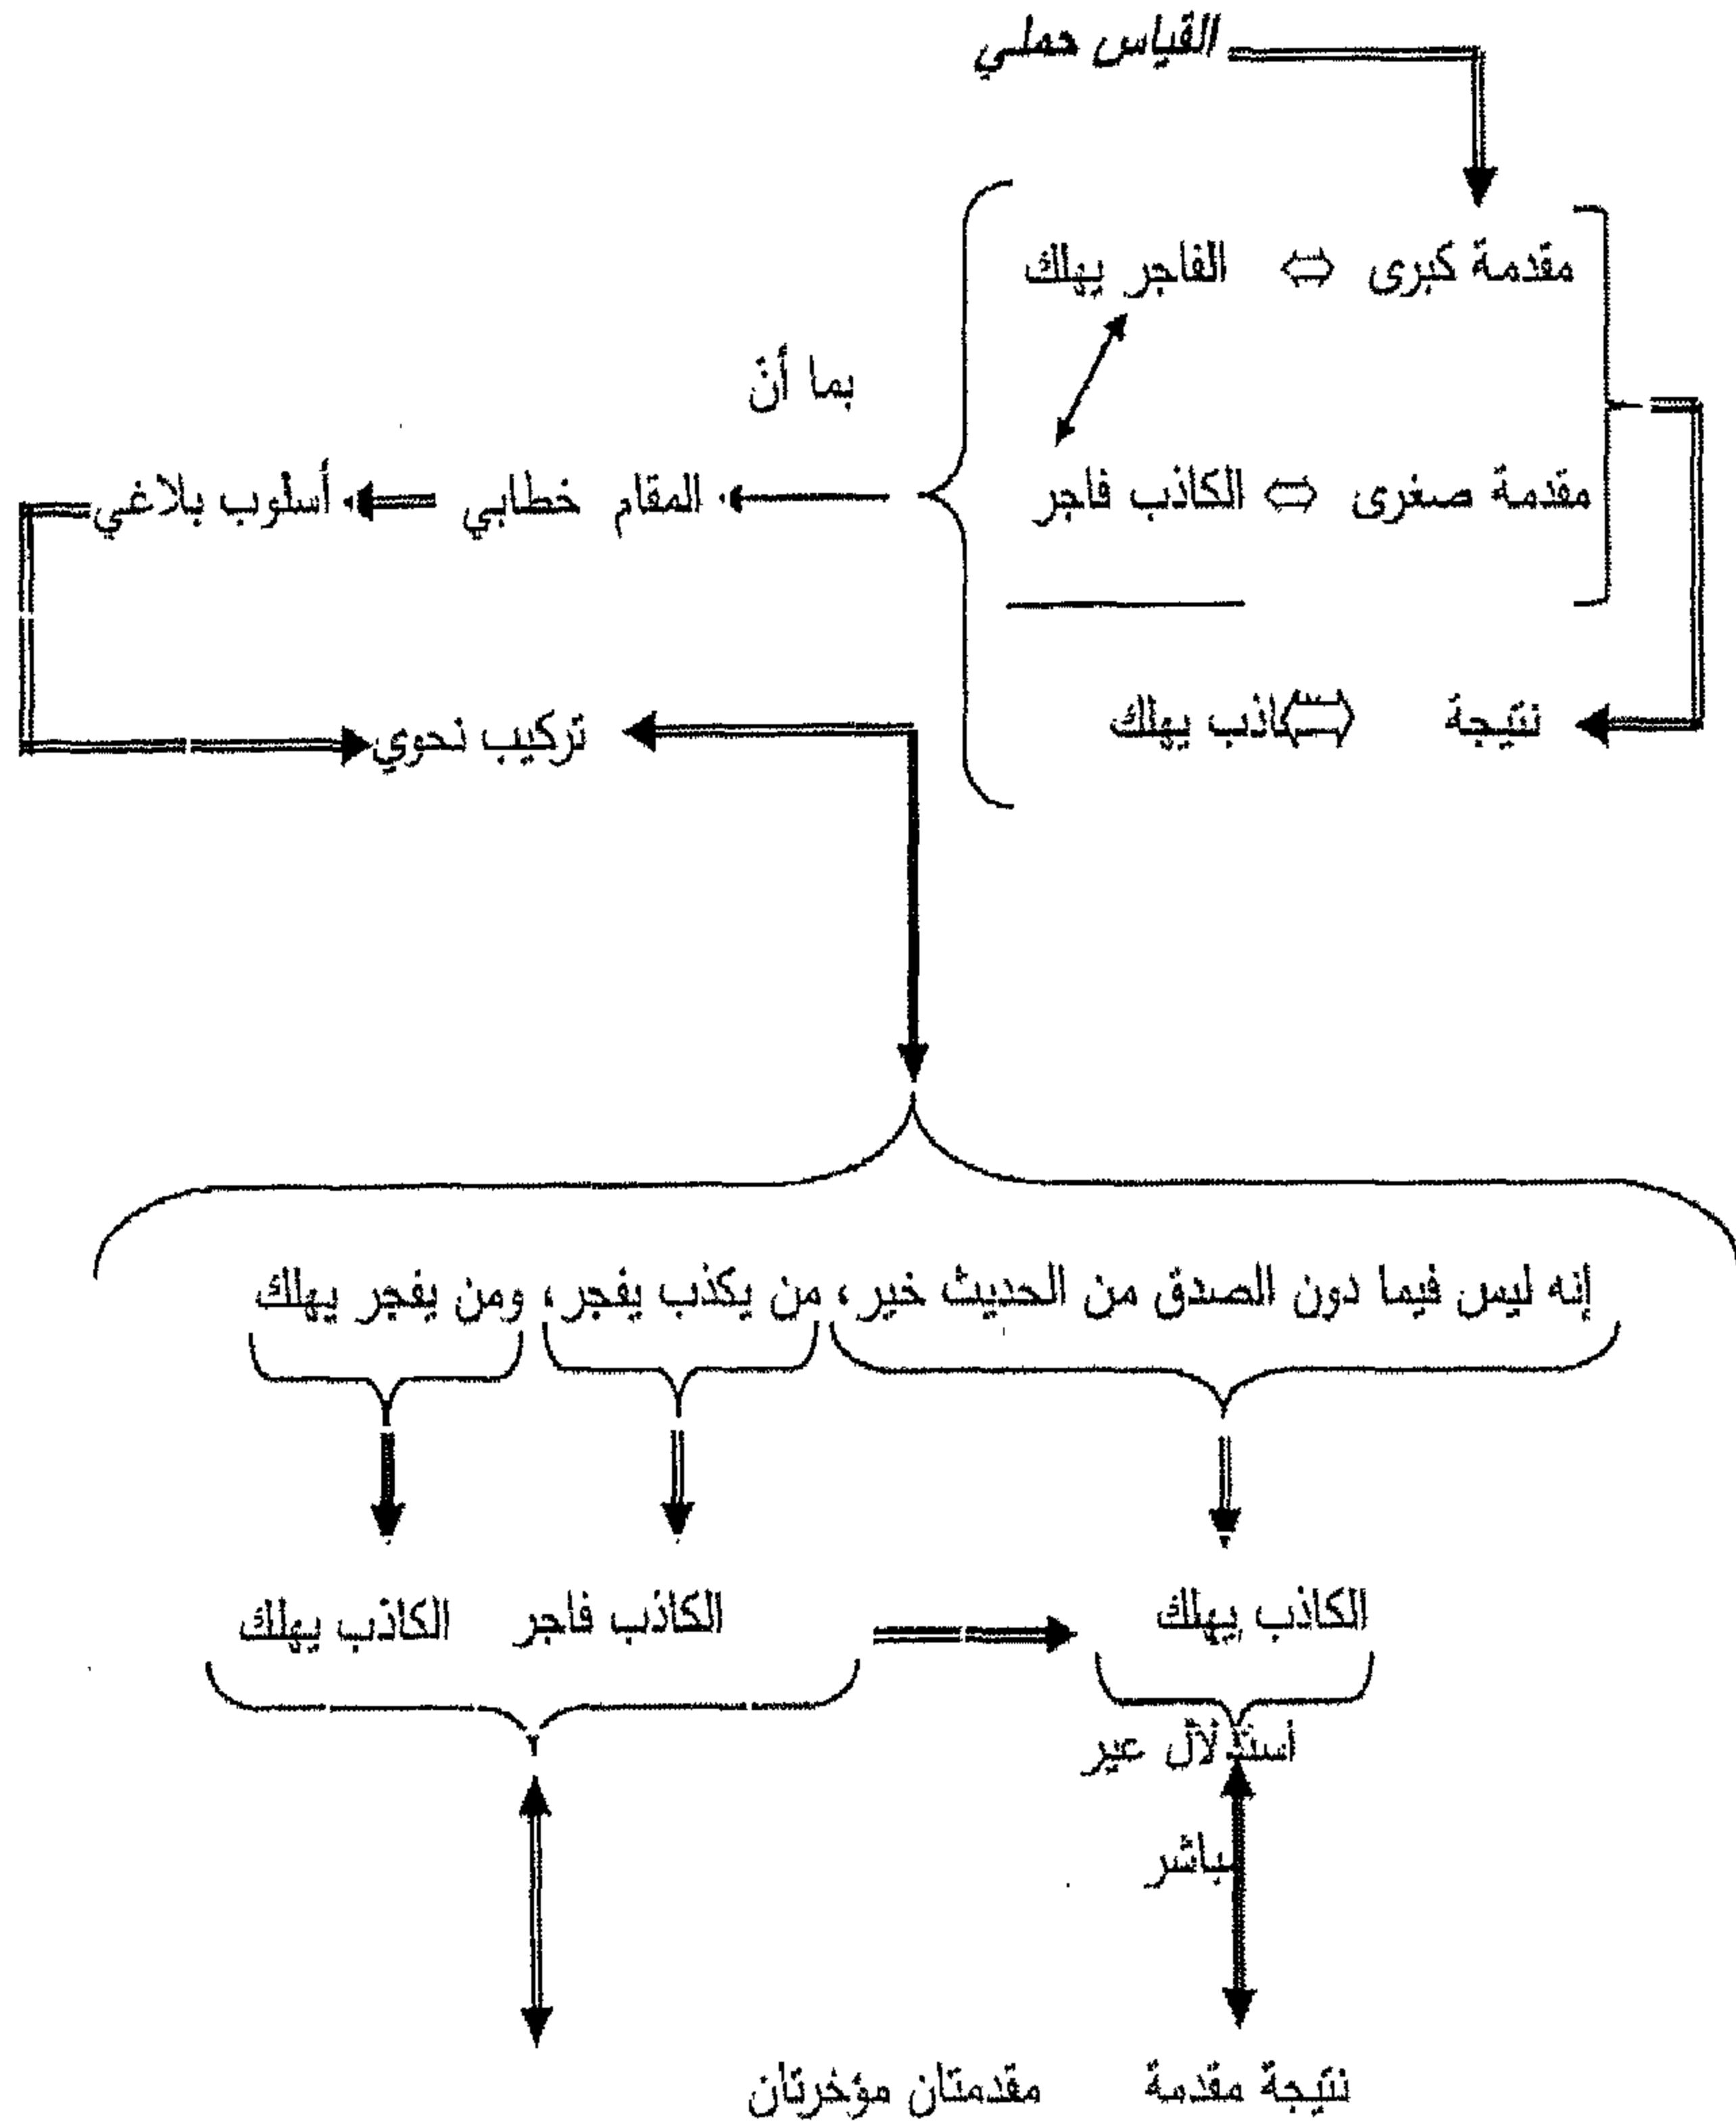 القياس حملي
مقدمة كبرى ⇔ الفاجر يهلك
بما أنّ
مقدمة صغرى ⇔ الكاذب فاجر
المقام خطابي
أسلوب بلاغي
نتيجة ⇔ كاذب يهلك
تركيب نحوي
إنه ليس فيما دون الصدق من الحديث خير، من يكذب يفجر، ومن يفجر يهلك
الكاذب يهلك
الكاذب فاجر
الكاذب يهلك
استدلال عير
مباشر
نتيجة مقدمة
مقدمتان مؤخرتان